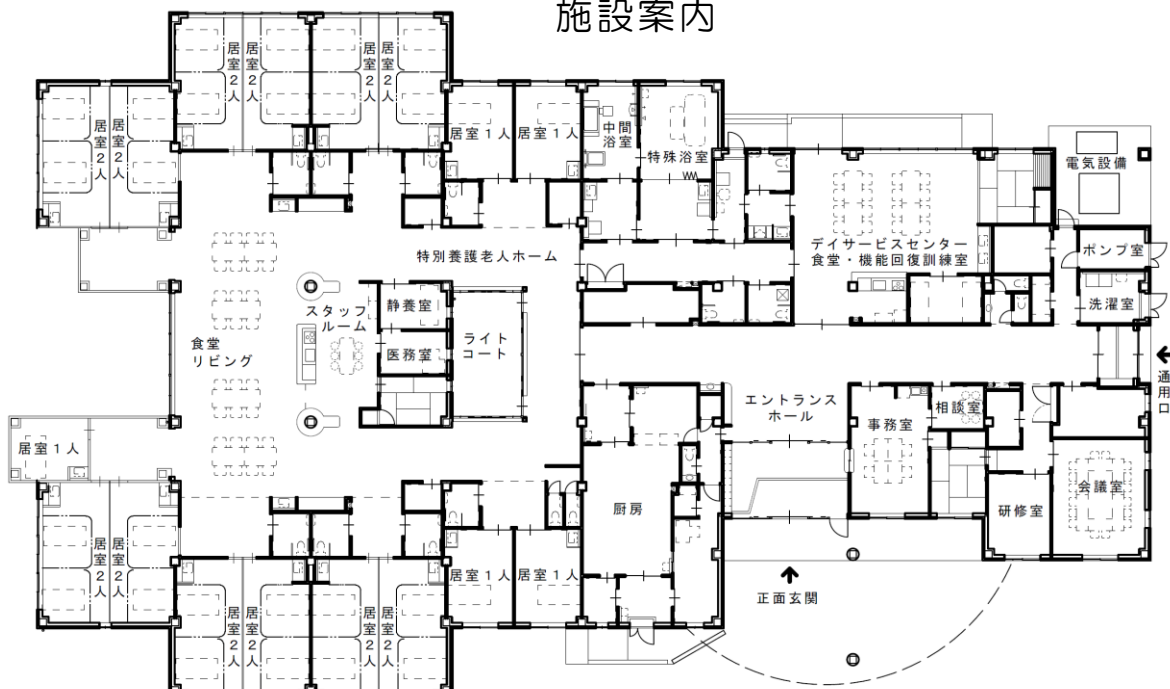 施設案内
居室2人
居室2人
居室2人
居室2人
居室2人
居室2人
居室1人
居室1人
中間
浴室
特殊浴室
電気設備
特別養護老人ホーム
デイサービスセンター
食堂・機能回復訓練室
ポンプ室
洗濯室
静養室
スタッフ
ルーム
医務室
ライト
コート
食堂
リビング
通用口
エントランス
ホール
事務室
相談室
居室1人
厨房
研修室
会議室
居室2人
居室2人
居室1人
居室1人
正面玄関
居室2人
居室2人
居室2人
居室2人